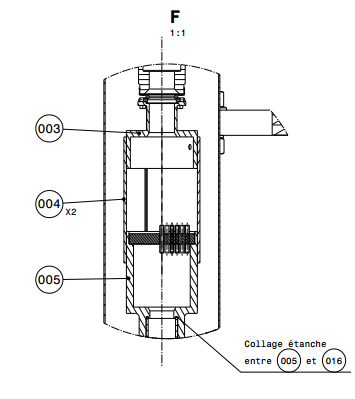 F
1:1
003
004
X2
005
Collage étanche
entre 005 et 016